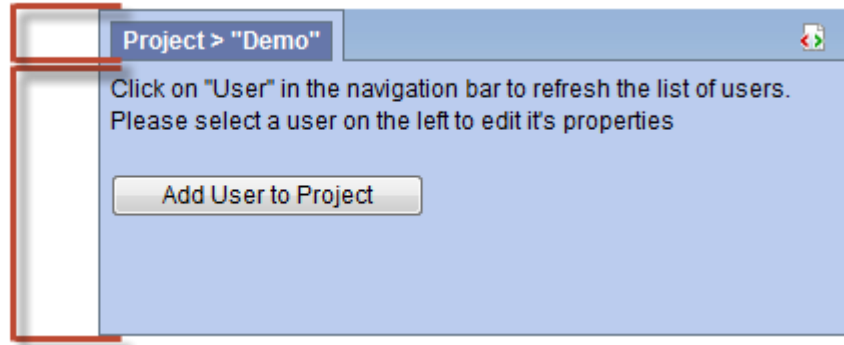 Project > "Demo"
Click on "User" in the navigation bar to refresh the list of users.
Please select a user on the left to edit it's properties
Add User to Project